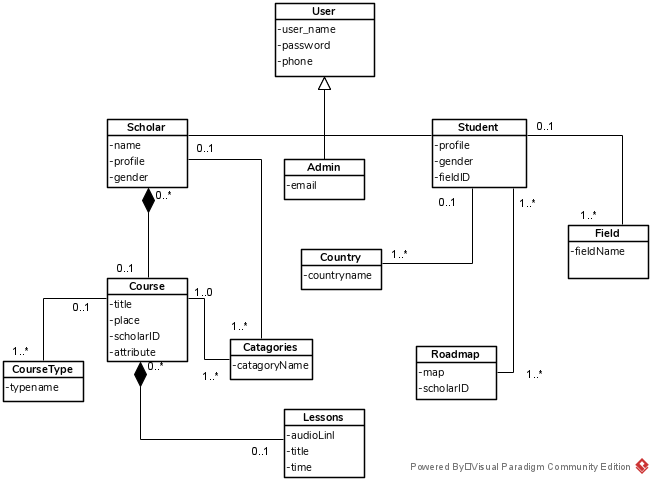 User
-user_name
-password
-phone
Scholar
-name
-profile
-gender
0..1
0..*
Admin
-email
Student
-profile
-gender
-fieldID
0..1
0..1
1..*
1..*
Field
-fieldName
Country
-countryname
1..*
0..1
Course
-title
-place
-scholarID
-attribute
1..0
0..1
1..*
1..*
1..*
CourseType
-typename
Catagories
-catagoryName
Roadmap
-map
-scholarID
1..*
0..*
0..1
Lessons
-audioLinl
-title
-time
Powered By□Visual Paradigm Community Edition